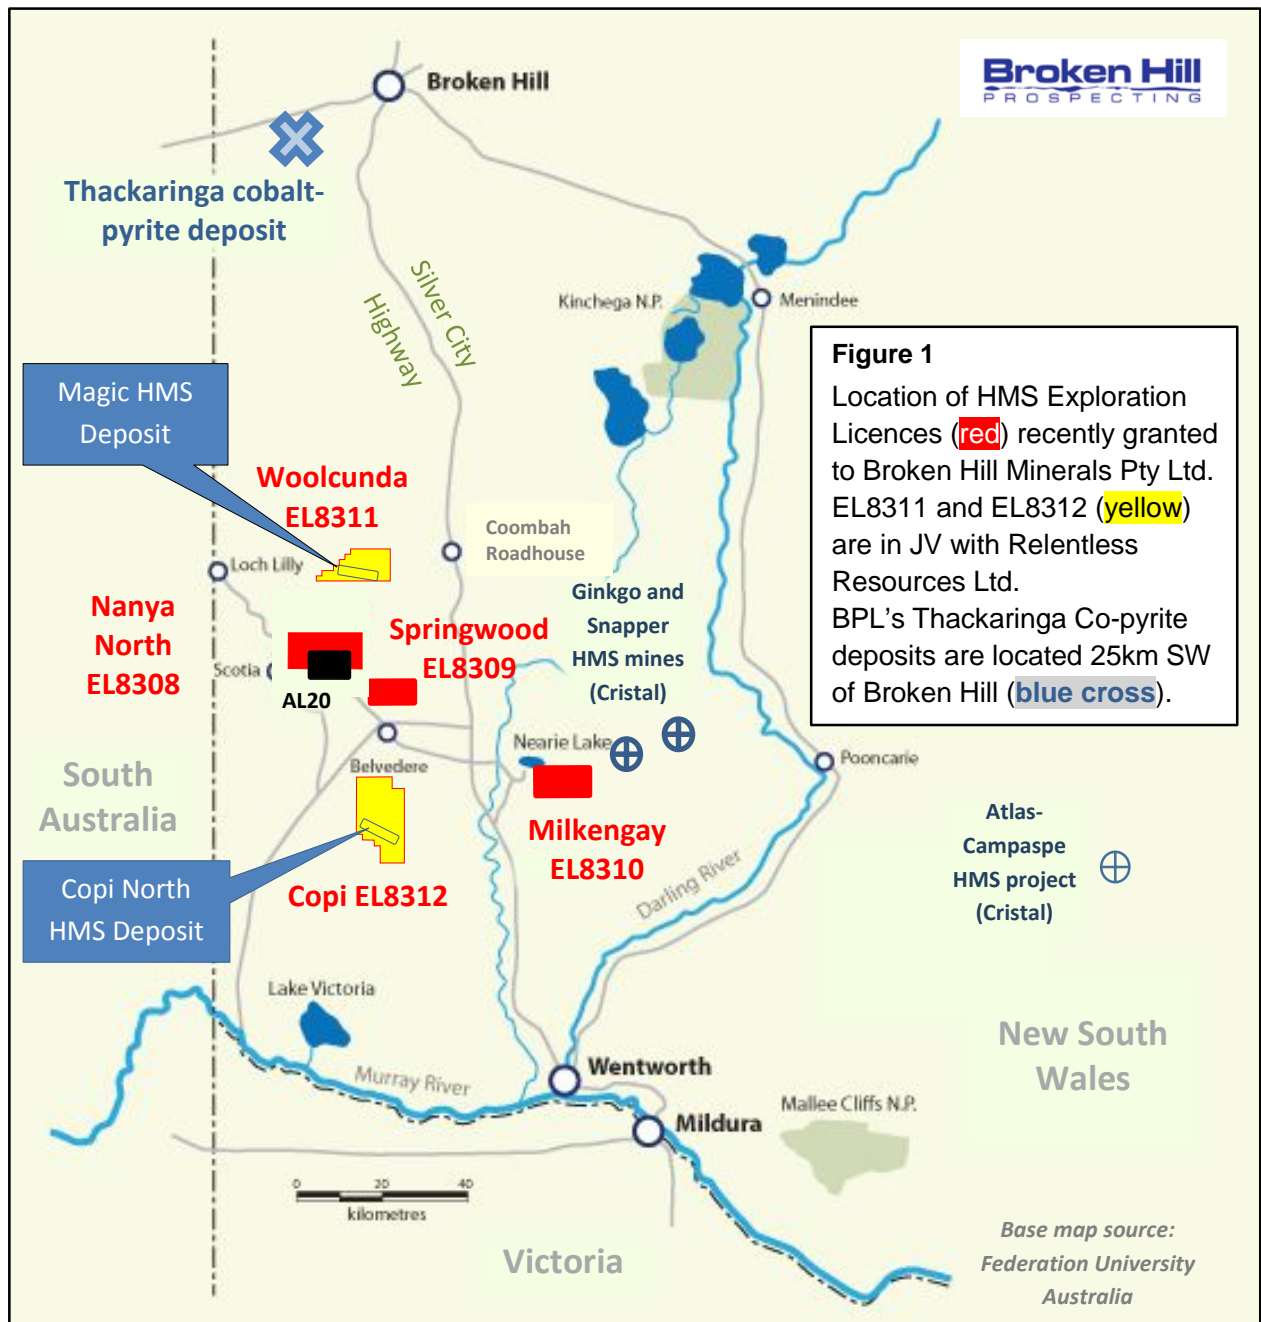 Broken Hill
Broken Hill
PROSPECTING
Thackaringa cobalt-
pyrite deposit
Silver City
Highway
Kinchega N.P.
Menindee
Figure 1
Location of HMS Exploration
Licences (red) recently granted
to Broken Hill Minerals Pty Ltd.
EL8311 and EL8312 (yellow)
are in JV with Relentless
Resources Ltd.
BPL's Thackaringa Co-pyrite
deposits are located 25km SW
of Broken Hill (blue cross).
Magic HMS
Deposit
Woolcunda
EL8311
Coombah
Roadhouse
Loch Lilly
Nanya
North
EL8308
Scotia
AL20
Springwood
EL8309
Ginkgo and
Snapper
HMS mines
(Cristal)
Nearie Lake
Belvedere
Pooncarie
South
Australia
Milkengay
EL8310
Atlas-
Campaspe
HMS project
(Cristal)
Copi North
HMS Deposit
Copi EL8312
Darling River
Lake Victoria
New South
Wales
Murray River
Wentworth
Mildura
Mallee Cliffs N.P.
0 20 40
kilometres
Victoria
Base map source:
Federation University
Australia